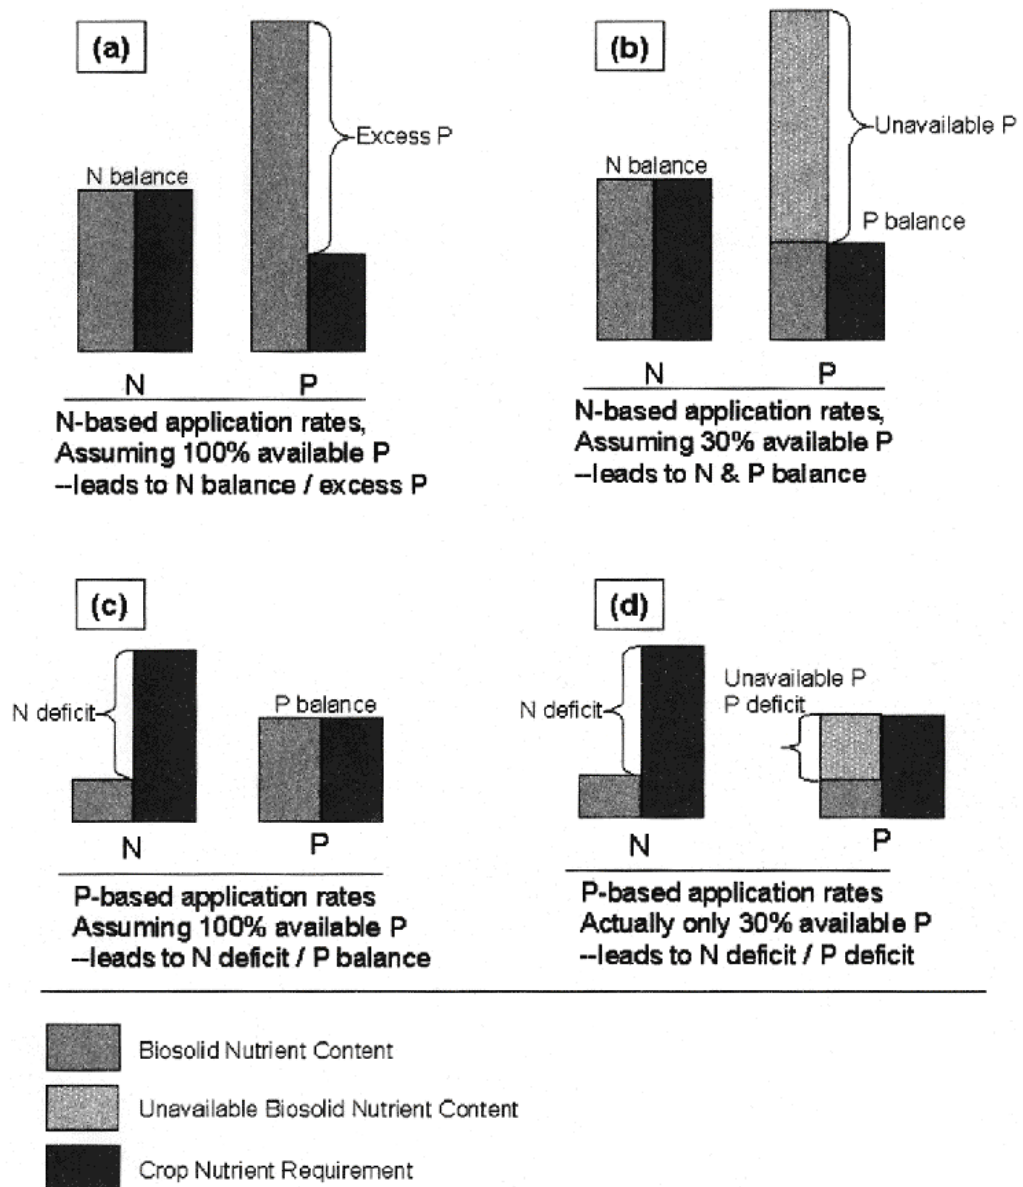 (a)
Excess P
N balance
N
P
N-based application rates,
Assuming 100% available P
--leads to N balance / excess P
(b)
Unavailable P
N balance
P balance
N
P
N-based application rates,
Assuming 30% available P
--leads to N & P balance
(c)
N deficit
P balance
N
P
P-based application rates
Assuming 100% available P
--leads to N deficit / P balance
(d)
Unavailable P
N deficit
P deficit
N
P
P-based application rates
Actually only 30% available P
--leads to N deficit / P deficit
Biosolid Nutrient Content
Unavailable Biosolid Nutrient Content
Crop Nutrient Requirement